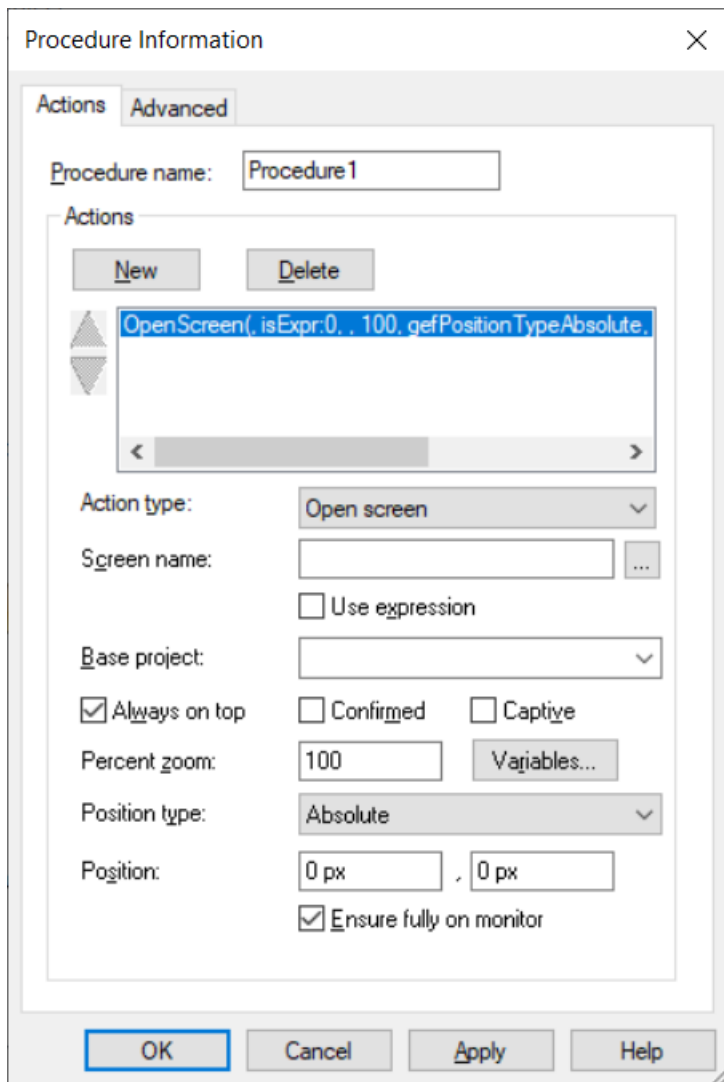 Procedure Information
Actions Advanced
Procedure name: Procedure1
Actions
New Delete
OpenScreen(, isExpr:0, , 100, gefPositionTypeAbsolute,
Action type: Open screen
Screen name: ...
Use expression
Base project:
Always on top Confirmed Captive
Percent zoom: 100 Variables...
Position type: Absolute
Position: 0 px , 0 px
Ensure fully on monitor
OK Cancel Apply Help